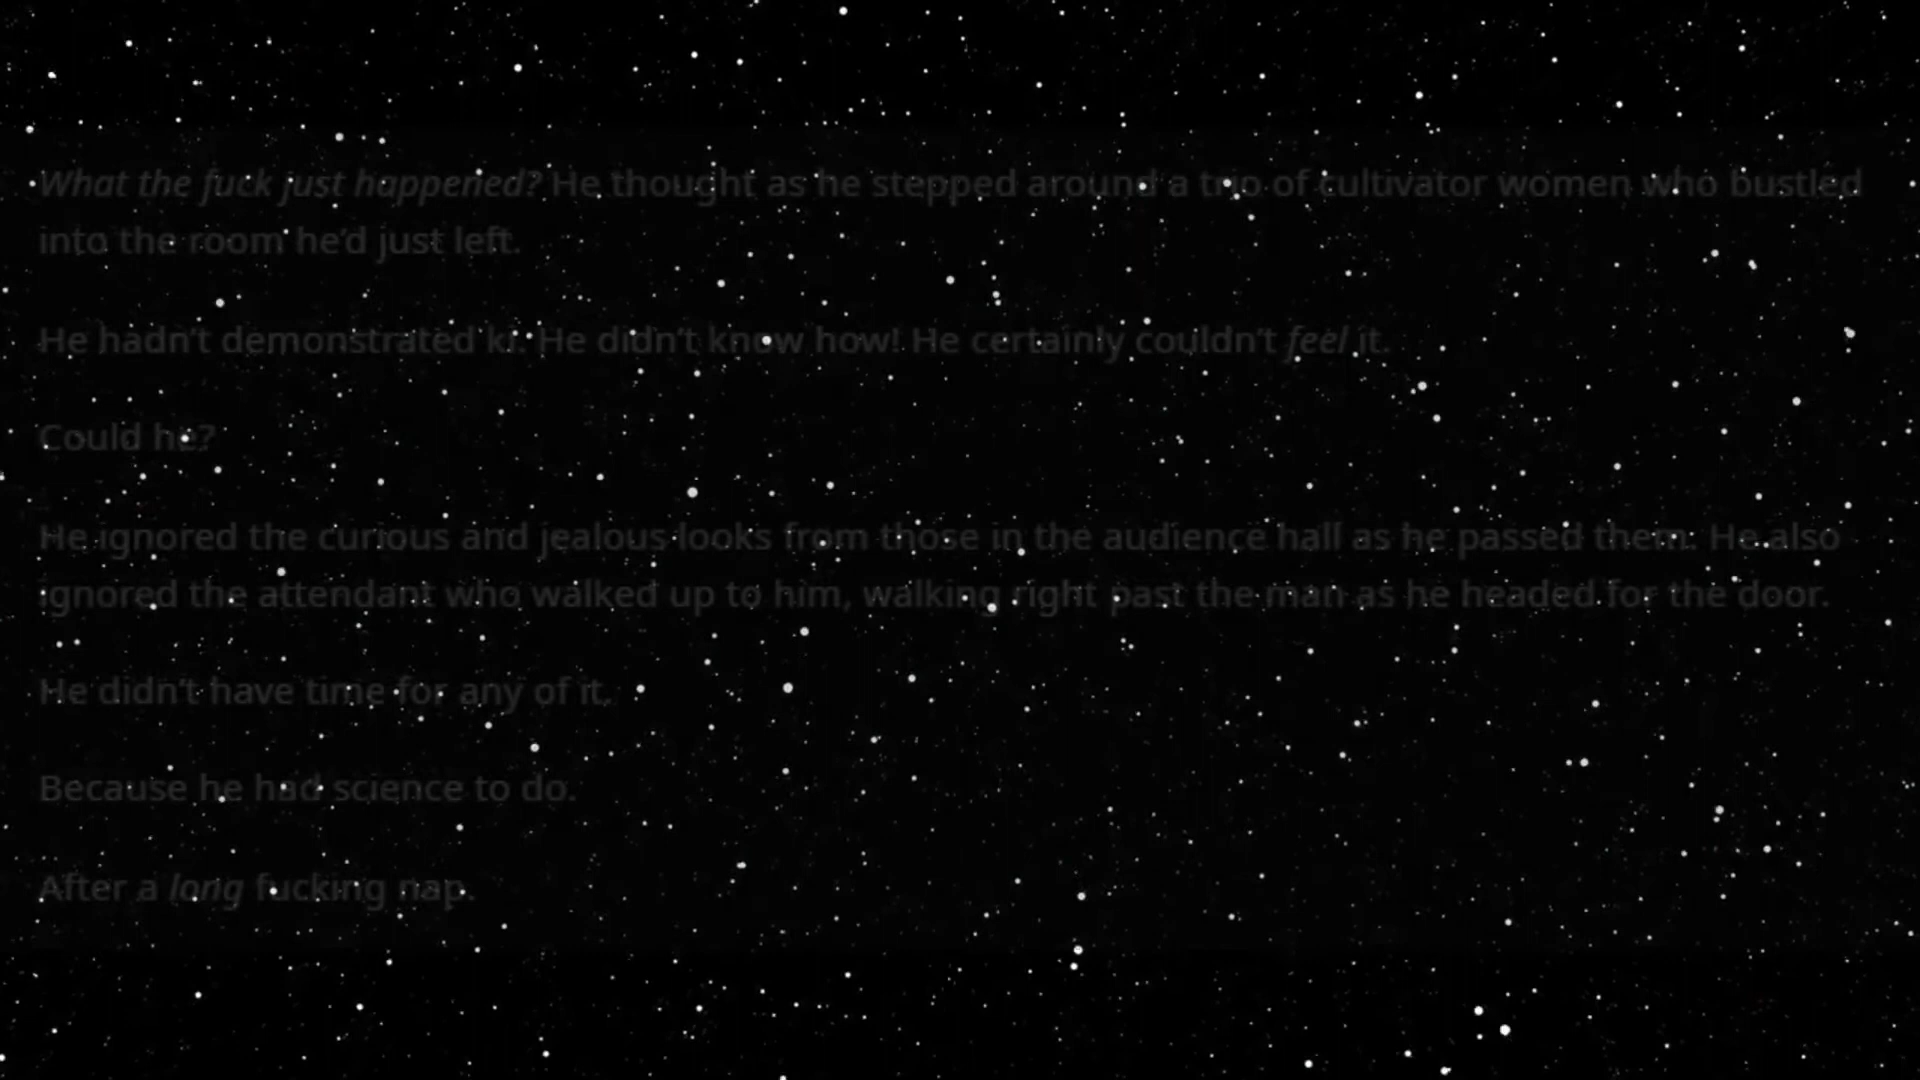 What the fuck just happened? He thought as he stepped around a trio of cultivator women who bustled
into the room he'd just left.
He hadn't demonstrated ki. He didn't know how! He certainly couldn't feel it.
Could he?
He ignored the curious and jealous looks from those in the audience hall as he passed them. He also
ignored the attendant who walked up to him, walking right past the man as he headed for the door.
He didn't have time for any of it.
Because he had science to do.
After a long fucking nap.